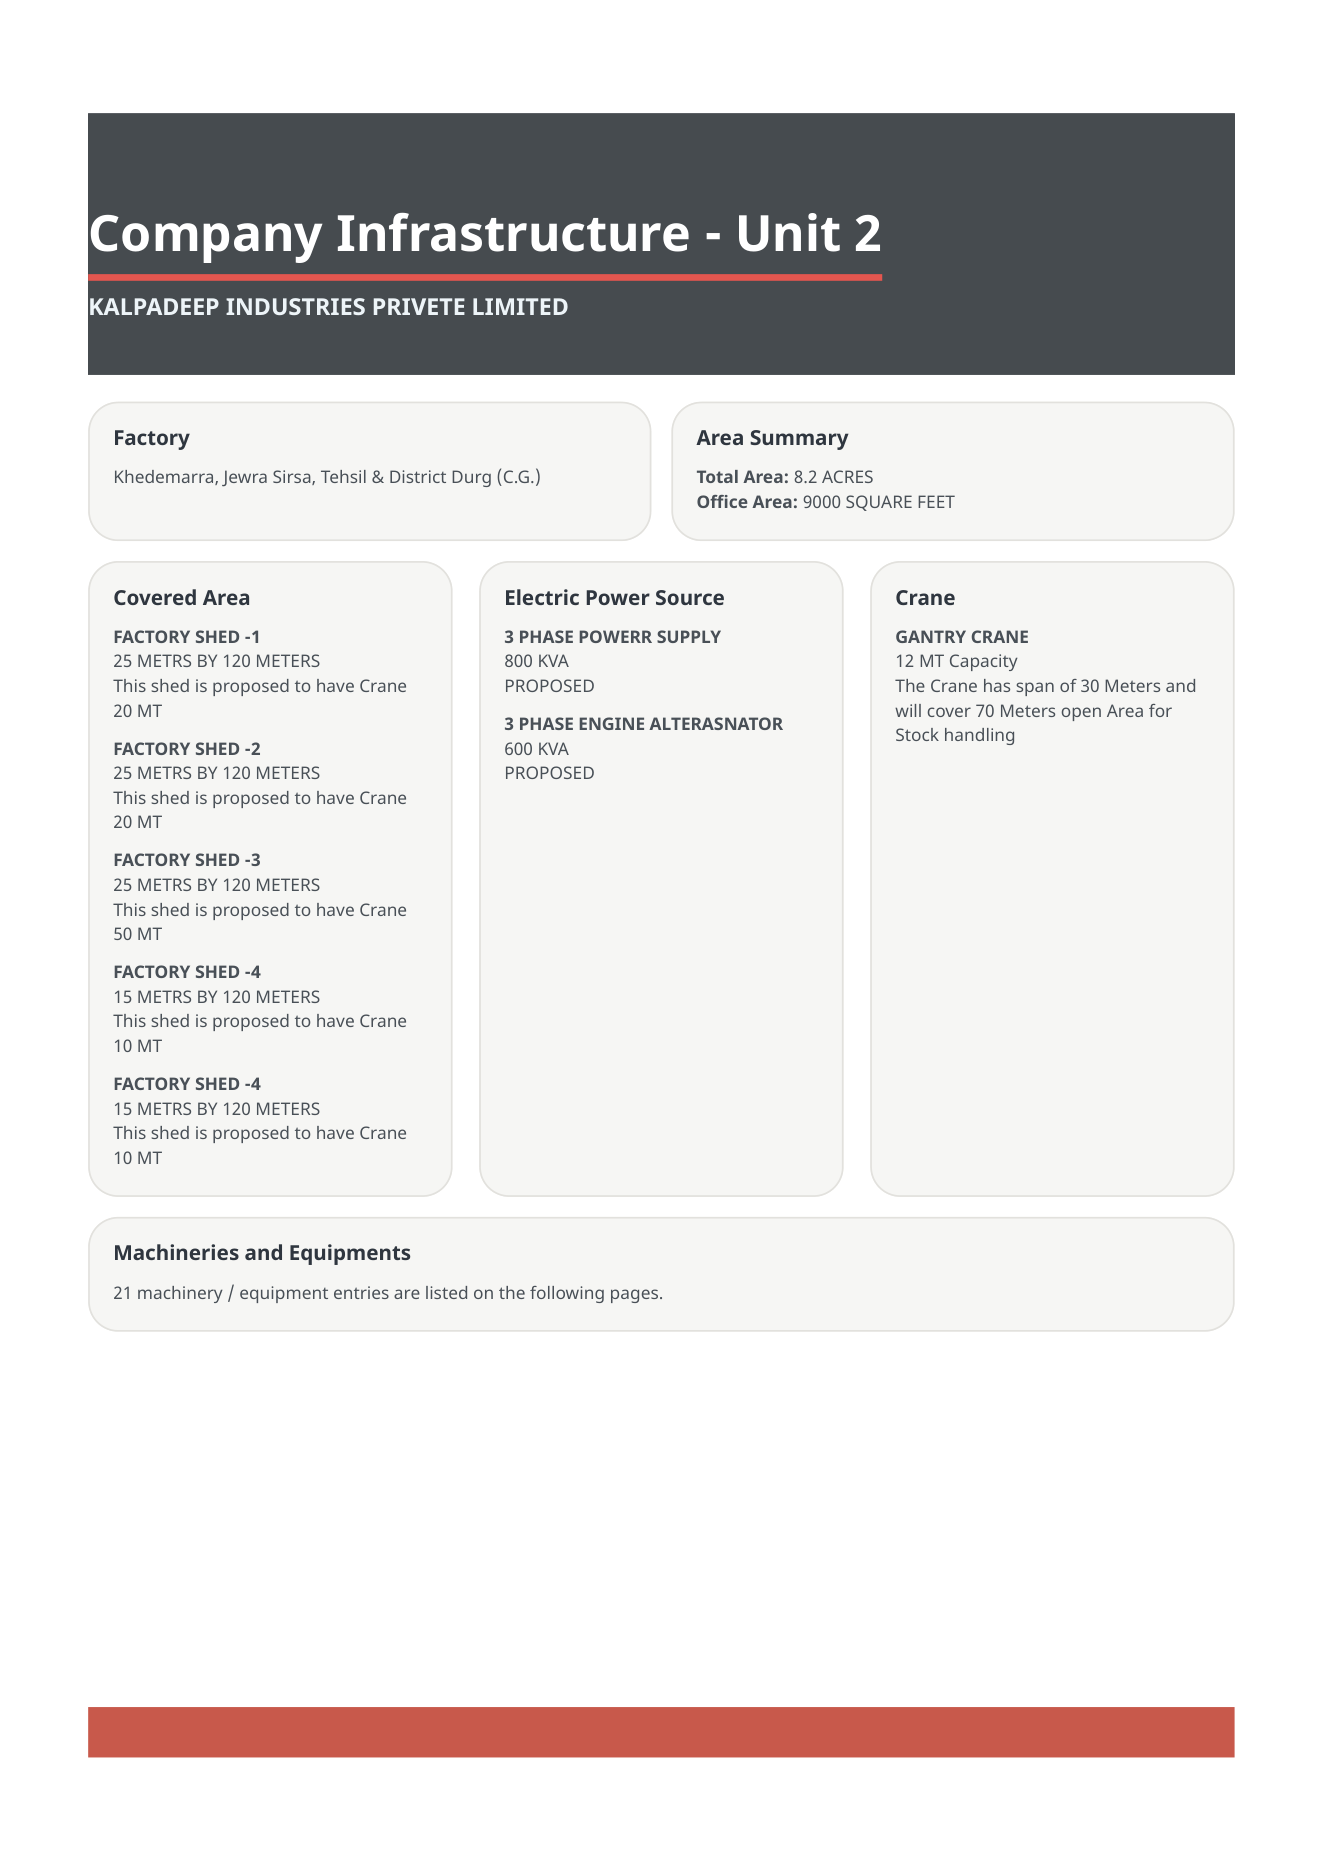 Company Infrastructure - Unit 2
KALPADEEP INDUSTRIES PRIVETE LIMITED
Factory
Khedemarra, Jewra Sirsa, Tehsil & District Durg (C.G.)
Area Summary
Total Area: 8.2 ACRES
Office Area: 9000 SQUARE FEET
Covered Area
FACTORY SHED -1
25 METRS BY 120 METERS
This shed is proposed to have Crane
20 MT
FACTORY SHED -2
25 METRS BY 120 METERS
This shed is proposed to have Crane
20 MT
FACTORY SHED -3
25 METRS BY 120 METERS
This shed is proposed to have Crane
50 MT
FACTORY SHED -4
15 METRS BY 120 METERS
This shed is proposed to have Crane
10 MT
FACTORY SHED -4
15 METRS BY 120 METERS
This shed is proposed to have Crane
10 MT
Electric Power Source
3 PHASE POWERR SUPPLY
800 KVA
PROPOSED
3 PHASE ENGINE ALTERASNATOR
600 KVA
PROPOSED
Crane
GANTRY CRANE
12 MT Capacity
The Crane has span of 30 Meters and
will cover 70 Meters open Area for
Stock handling
Machineries and Equipments
21 machinery / equipment entries are listed on the following pages.